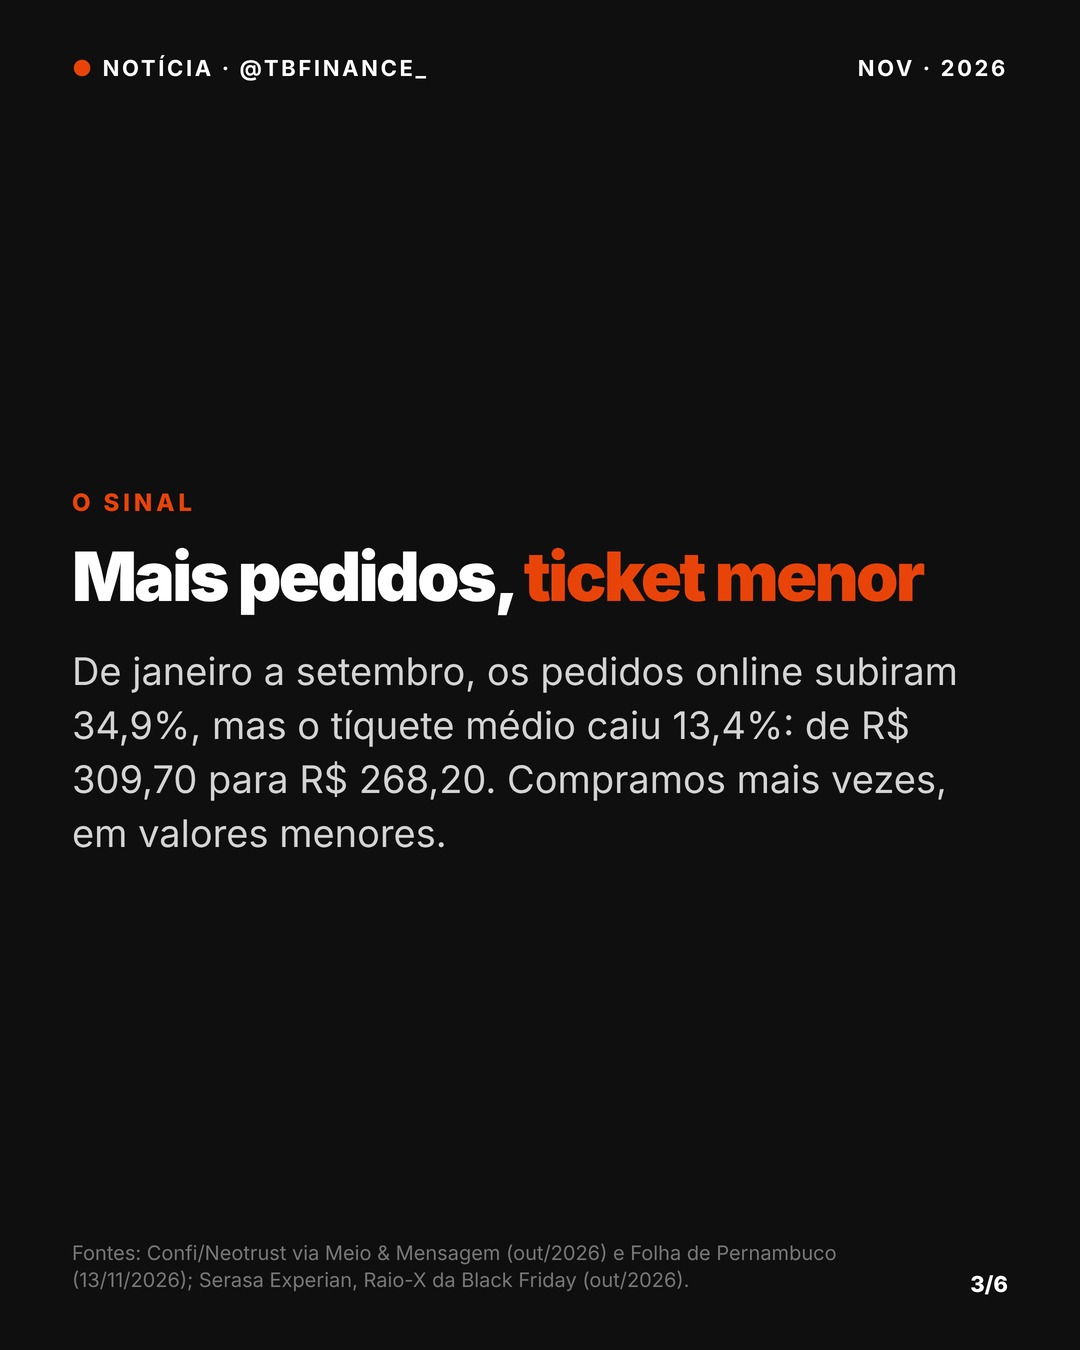 NOTÍCIA · @TBFINANCE_
NOV · 2026
O SINAL
Mais pedidos, ticket menor
De janeiro a setembro, os pedidos online subiram
34,9%, mas o tíquete médio caiu 13,4%: de R$
309,70 para R$ 268,20. Compramos mais vezes,
em valores menores.
Fontes: Confi/Neotrust via Meio & Mensagem (out/2026) e Folha de Pernambuco
(13/11/2026); Serasa Experian, Raio-X da Black Friday (out/2026).
3/6